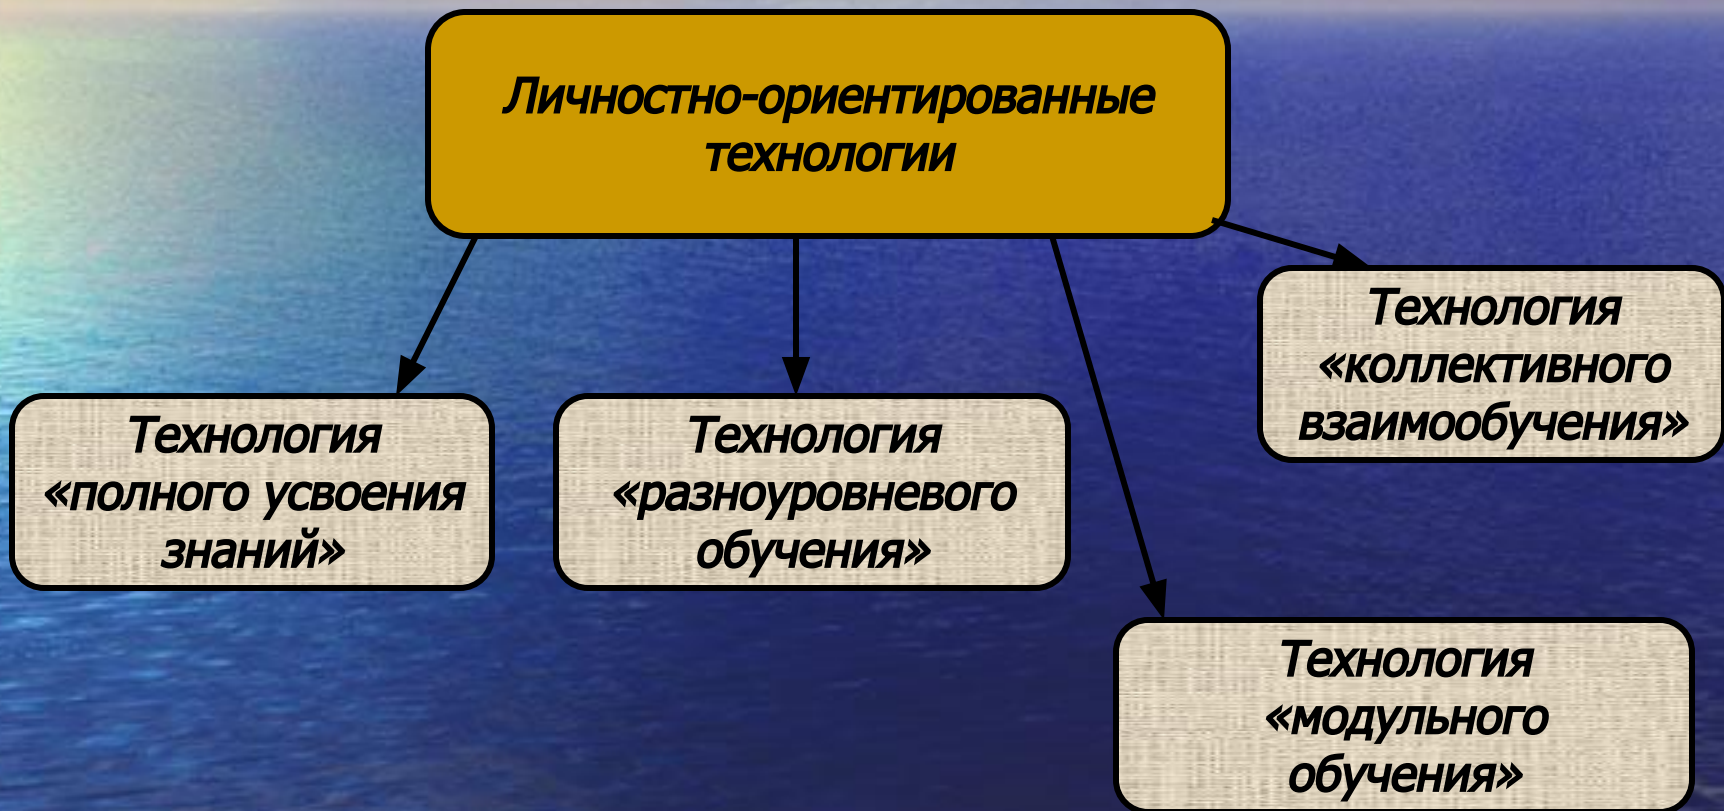 Личностно-ориентированные
технологии
Технология
«полного усвоения
знаний»
Технология
«разноуровневого
обучения»
Технология
«коллективного
взаимообучения»
Технология
«модульного
обучения»